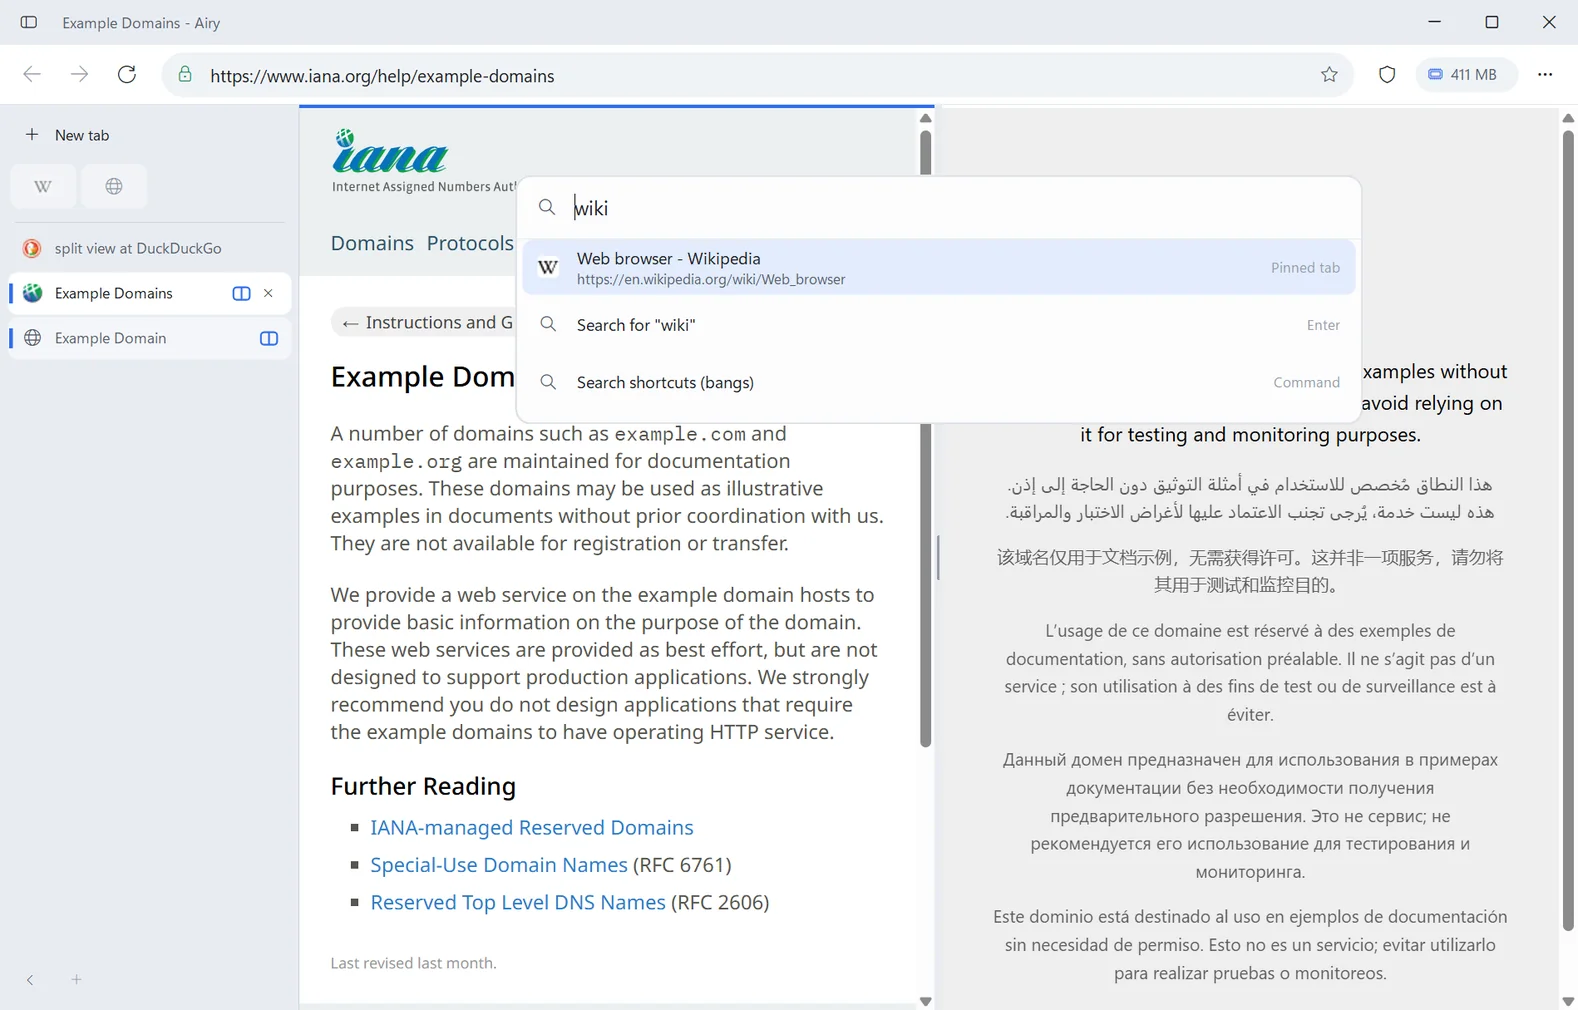 Example Domains - Airy
https://www.iana.org/help/example-domains
411 MB
New tab
W
split view at DuckDuckGo
Example Domains
Example Domain
iana
Internet Assigned Numbers
Domains Protocols
wiki
W
Web browser - Wikipedia
https://en.wikipedia.org/wiki/Web_browser
Pinned tab
Search for "wiki"
Enter
Search shortcuts (bangs)
Command
← Instructions and G
Example Dom
A number of domains such as example.com and
example.org are maintained for documentation
purposes. These domains may be used as illustrative
examples in documents without prior coordination with us.
They are not available for registration or transfer.
We provide a web service on the example domain hosts to
provide basic information on the purpose of the domain.
These web services are provided as best effort, but are not
designed to support production applications. We strongly
recommend you do not design applications that require
the example domains to have operating HTTP service.
Further Reading
IANA-managed Reserved Domains
Special-Use Domain Names (RFC 6761)
Reserved Top Level DNS Names (RFC 2606)
Last revised last month.
xamples without
avoid relying on
it for testing and monitoring purposes.
هذا النطاق مُخصص للاستخدام في أمثلة التوثيق دون الحاجة إلى إذن.
هذه ليست خدمة، يُرجى تجنب الاعتماد عليها لأغراض الاختبار والمراقبة.
该域名仅用于文档示例，无需获得许可。这并非一项服务，请勿将
其用于测试和监控目的。
L’usage de ce domaine est réservé à des exemples de
documentation, sans autorisation préalable. Il ne s’agit pas d’un
service ; son utilisation à des fins de test ou de surveillance est à
éviter.
Данный домен предназначен для использования в примерах
документации без необходимости получения
предварительного разрешения. Это не сервис; не
рекомендуется его использование для тестирования и
мониторинга.
Este dominio está destinado al uso en ejemplos de documentación
sin necesidad de permiso. Esto no es un servicio; evitar utilizarlo
para realizar pruebas o monitoreos.